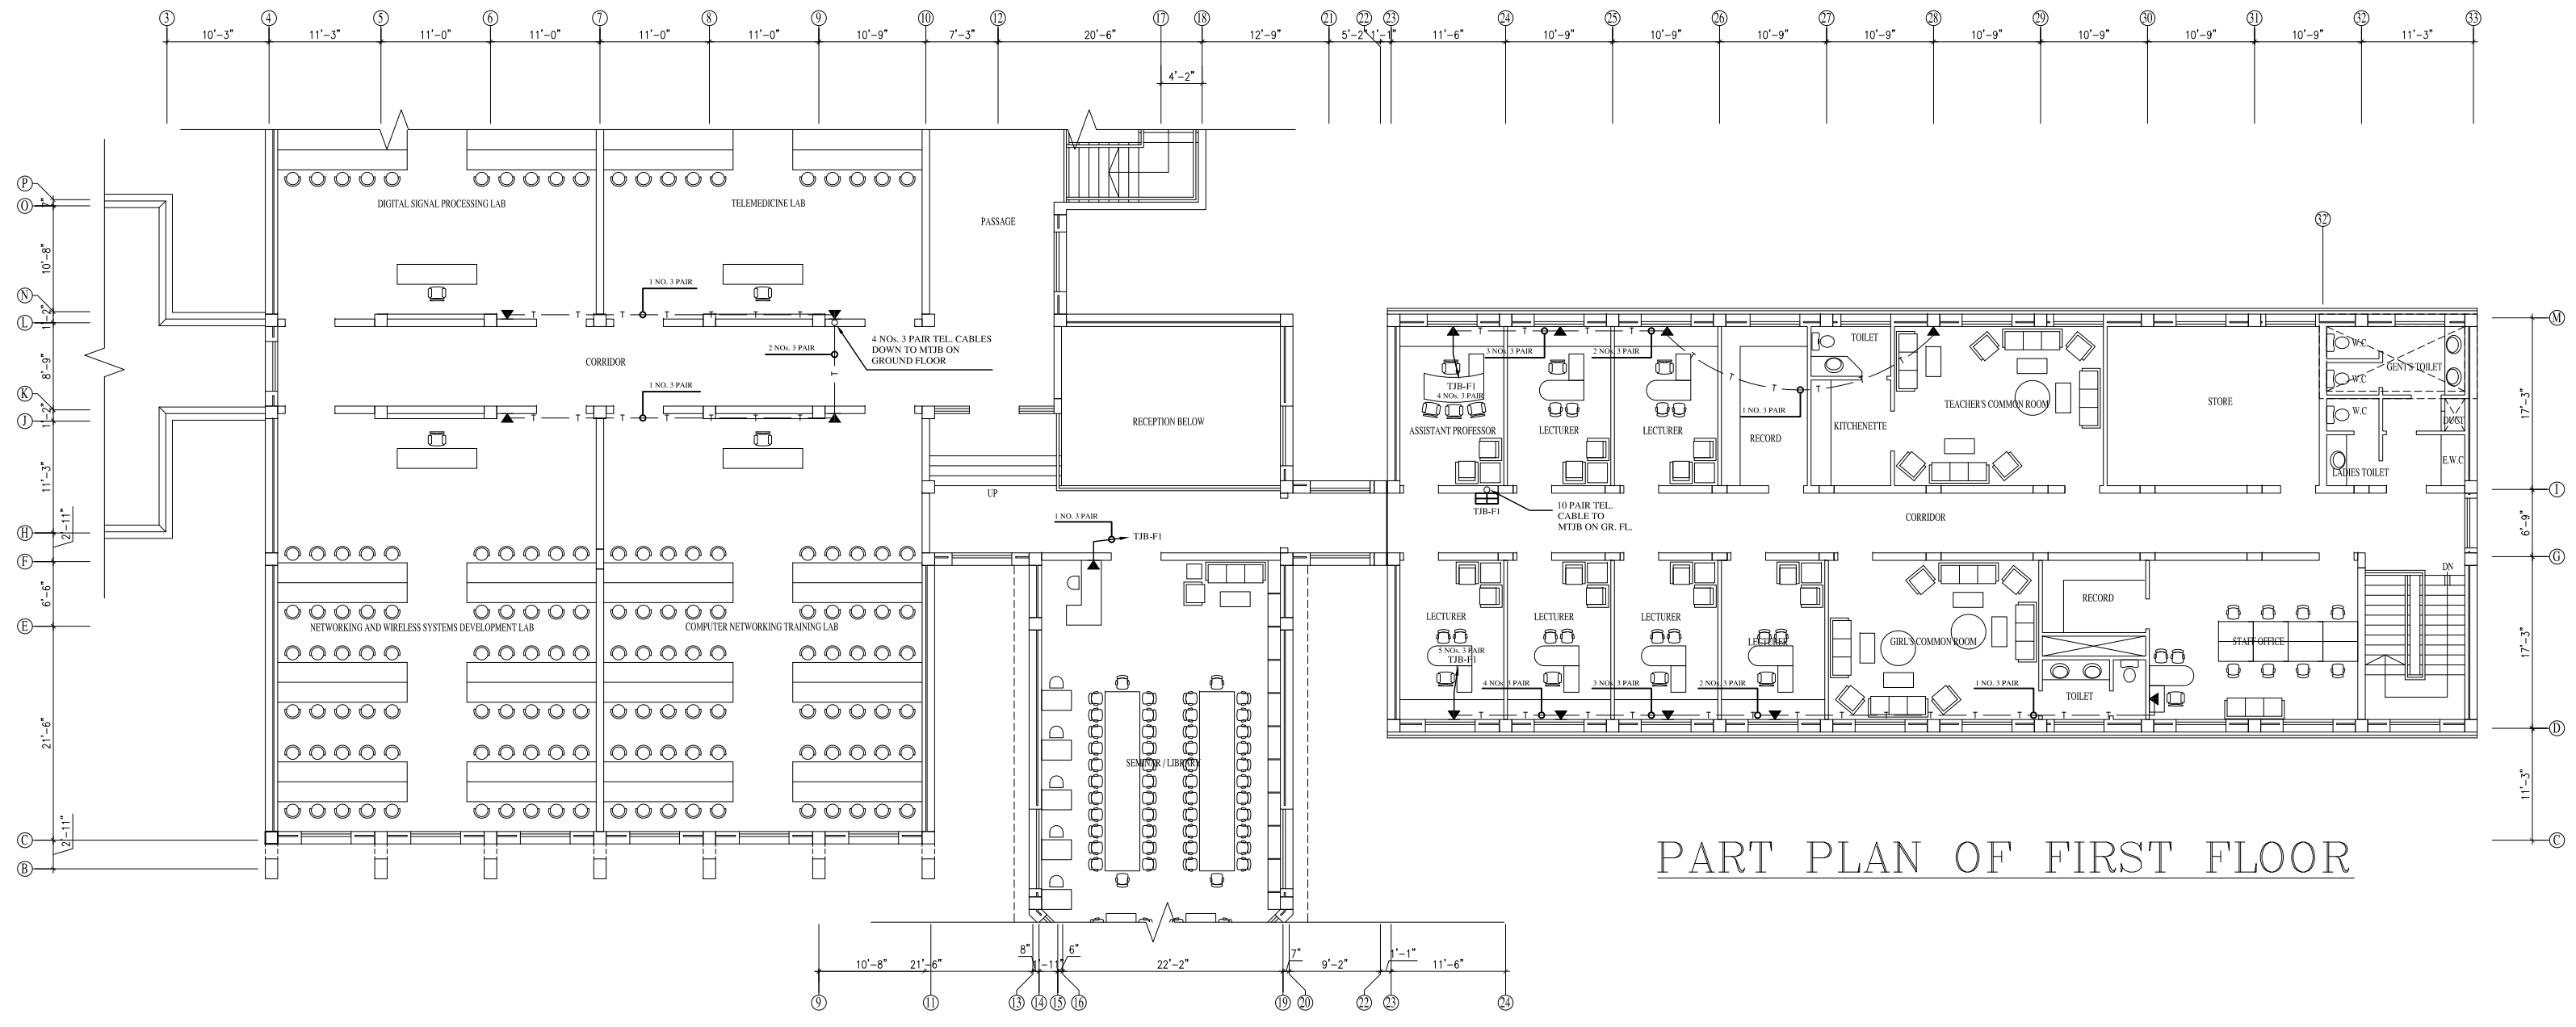 3 4 5 6 7 8 9 10 12 17 18 21 22 23 24 25 26 27 28 29 30 31 32 33
10'-3" 11'-3" 11'-0" 11'-0" 11'-0" 11'-0" 10'-9" 7'-3" 20'-6" 12'-9" 5'-2" 1'-1" 11'-6" 10'-9" 10'-9" 10'-9" 10'-9" 10'-9" 10'-9" 10'-9" 10'-9" 11'-3"
4'-2"
P
O
7"
10'-8"
N
1'-2"
L
8'-9"
K
1'-2"
J
11'-3"
H
2'-11"
F
6'-6"
E
21'-6"
C
2'-11"
B
DIGITAL SIGNAL PROCESSING LAB
TELEMEDICINE LAB
PASSAGE
1 NO. 3 PAIR
T T T T T T
2 NOs. 3 PAIR
T
4 NOs. 3 PAIR TEL. CABLES
DOWN TO MTJB ON
GROUND FLOOR
CORRIDOR
1 NO. 3 PAIR
T T T T T T
RECEPTION BELOW
UP
1 NO. 3 PAIR
TJB-F1
NETWORKING AND WIRELESS SYSTEMS DEVELOPMENT LAB
COMPUTER NETWORKING TRAINING LAB
SEMINAR / LIBRARY
32'
T T T T
3 NOs. 3 PAIR
2 NOs. 3 PAIR
T T T T
TJB-F1
4 NOs. 3 PAIR
1 NO. 3 PAIR
ASSISTANT PROFESSOR
LECTURER
LECTURER
RECORD
TOILET
KITCHENETTE
TEACHER'S COMMON ROOM
STORE
W.C
W.C
GENT'S TOILET
W.C
DUCT
LADIES TOILET
E.W.C
TJB-F1
10 PAIR TEL.
CABLE TO
MTJB ON GR. FL.
CORRIDOR
LECTURER
LECTURER
LECTURER
LECTURER
5 NOs. 3 PAIR
TJB-F1
4 NOs. 3 PAIR
3 NOs. 3 PAIR
2 NOs. 3 PAIR
GIRL'S COMMON ROOM
1 NO. 3 PAIR
RECORD
TOILET
STAFF OFFICE
DN
T T T T T T T T T T T
M
17'-3"
I
6'-9"
G
17'-3"
D
11'-3"
C
PART PLAN OF FIRST FLOOR
8" 6" 7" 1'-1"
10'-8" 21'-6" 1'-11" 22'-2" 9'-2" 11'-6"
9 11 13 14 15 16 19 20 22 23 24